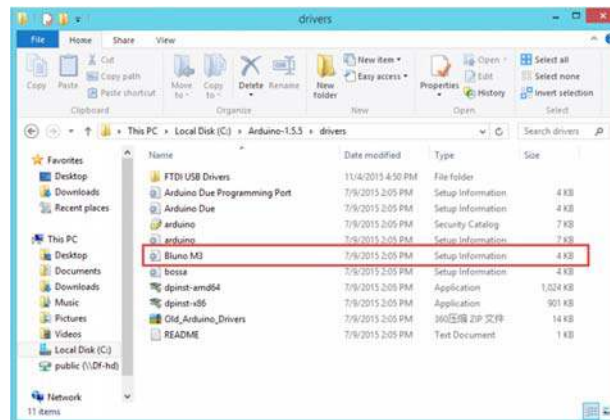 drivers
File Home Share View
Copy Paste Cut Copy path Paste shortcut Move to Copy to Delete Rename New folder New item Easy access Properties Open Edit History Select all Select none Invert selection
Clipboard Organize New Open Select
This PC Local Disk (C:) Arduino-1.5.5 drivers Search drivers
Name Date modified Type Size
Favorites
Desktop
Downloads
Recent places
This PC
Desktop
Documents
Downloads
Music
Pictures
Videos
Local Disk (C:)
public (\\Df-hd)
Network
FTDI USB Drivers 11/4/2015 4:50 PM File folder
Arduino Due Programming Port 7/9/2015 2:05 PM Setup Information 4 KB
Arduino Due 7/9/2015 2:05 PM Setup Information 4 KB
arduino 7/9/2015 2:05 PM Security Catalog 7 KB
arduino 7/9/2015 2:05 PM Setup Information 7 KB
Bluno M3 7/9/2015 2:05 PM Setup Information 4 KB
bossa 7/9/2015 2:05 PM Setup Information 4 KB
dpinst-amd64 7/9/2015 2:05 PM Application 1,024 KB
dpinst-x86 7/9/2015 2:05 PM Application 901 KB
Old_Arduino_Drivers 7/9/2015 2:05 PM 360压缩 ZIP 文件 14 KB
README 7/9/2015 2:05 PM Text Document 1 KB
11 items